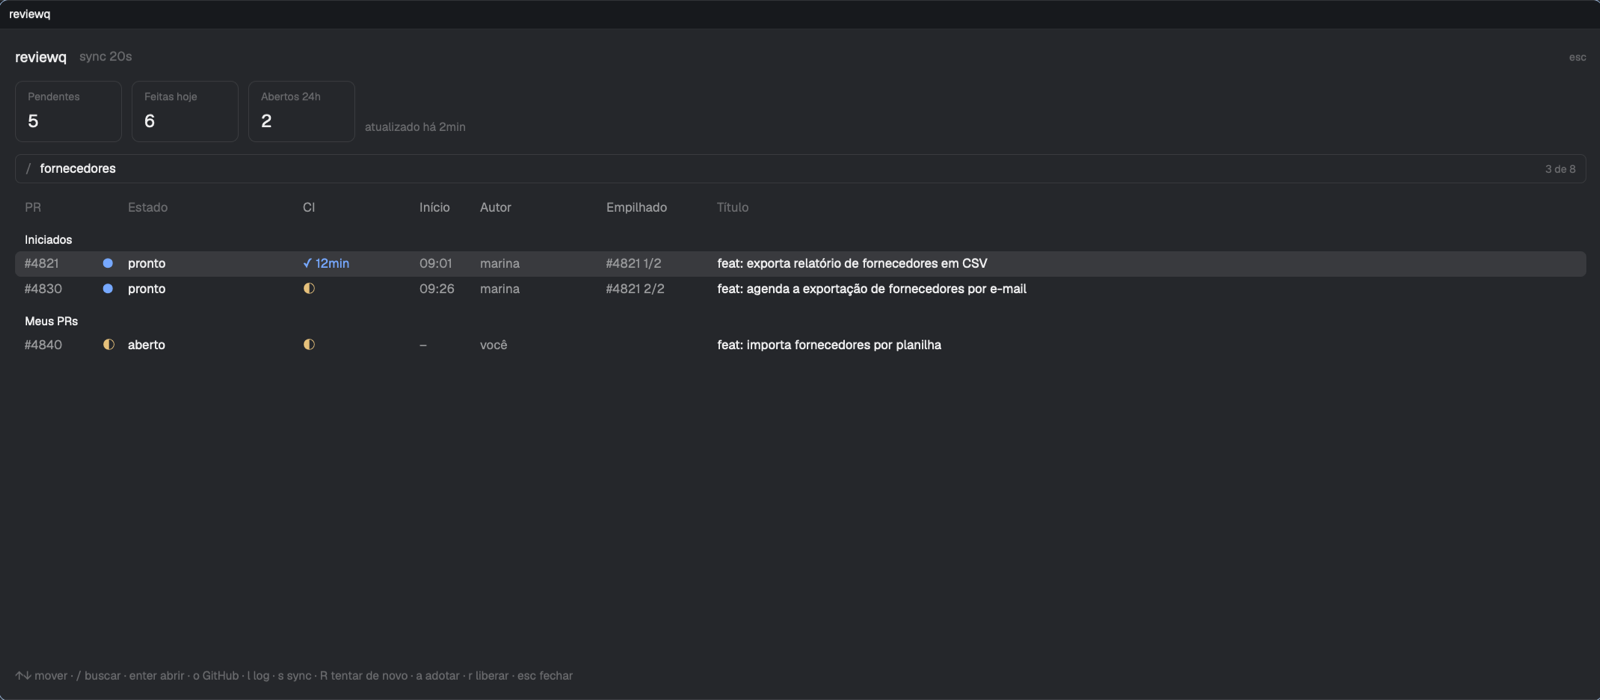 reviewq
reviewq sync 20s esc
Pendentes Feitas hoje Abertos 24h
5 6 2
atualizado há 2min
/ fornecedores 3 de 8
PR Estado CI Início Autor Empilhado Título
Iniciados
#4821 pronto ✓ 12min 09:01 marina #4821 1/2 feat: exporta relatório de fornecedores em CSV
#4830 pronto 09:26 marina #4821 2/2 feat: agenda a exportação de fornecedores por e-mail
Meus PRs
#4840 aberto – você feat: importa fornecedores por planilha
↑↓ mover · / buscar · enter abrir · o GitHub · l log · s sync · R tentar de novo · a adotar · r liberar · esc fechar